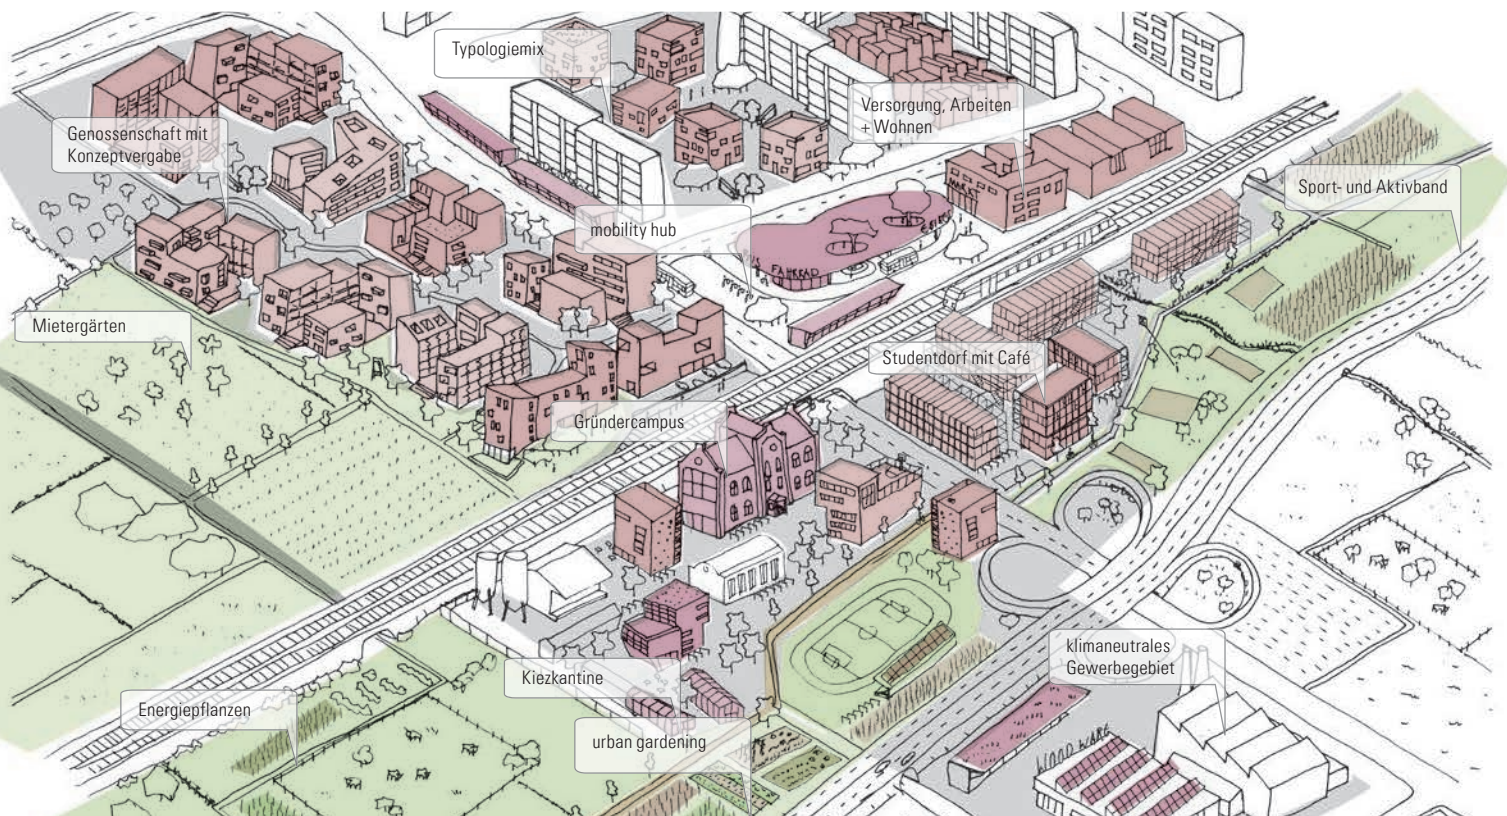 Typologiemix
Versorgung, Arbeiten
+ Wohnen
Genossenschaft mit
Konzeptvergabe
Sport- und Aktivband
MARKT
mobility hub
FAHRRAD
Mietergärten
Studentdorf mit Café
Gründercampus
klimaneutrales
Gewerbegebiet
Kiezkantine
Energiepflanzen
urban gardening
WOOD WARE